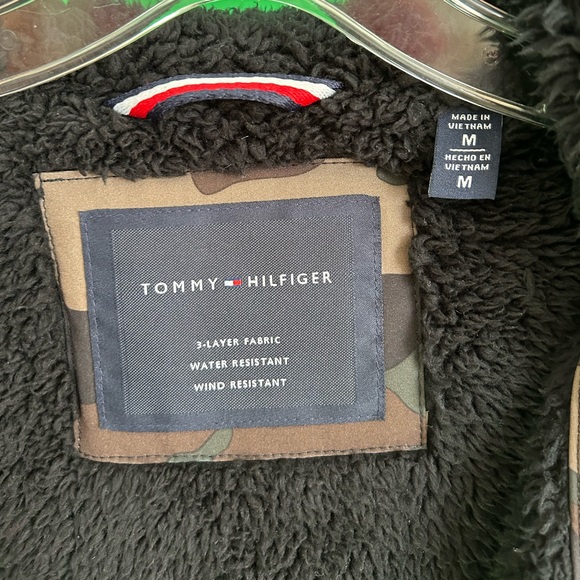 MADE IN
VIETNAM
M
HECHO EN
VIETNAM
M
TOMMY HILFIGER
3-LAYER FABRIC
WATER RESISTANT
WIND RESISTANT